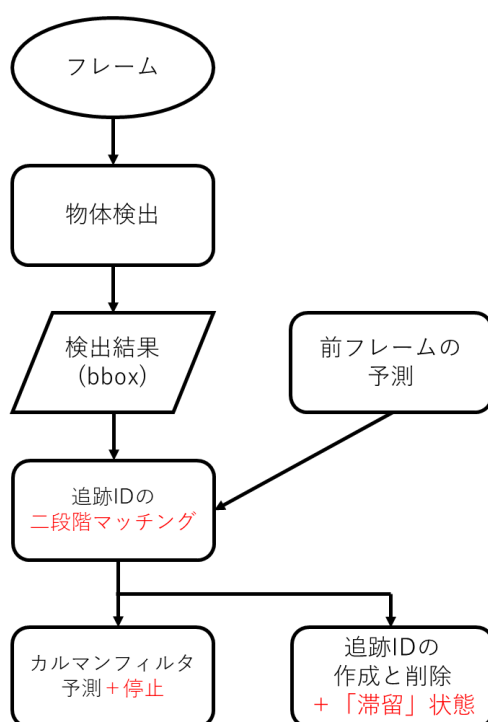 フレーム
物体検出
検出結果
(bbox)
前フレームの
予測
追跡IDの
二段階マッチング
カルマンフィルタ
予測+停止
追跡IDの
作成と削除
+「滞留」状態